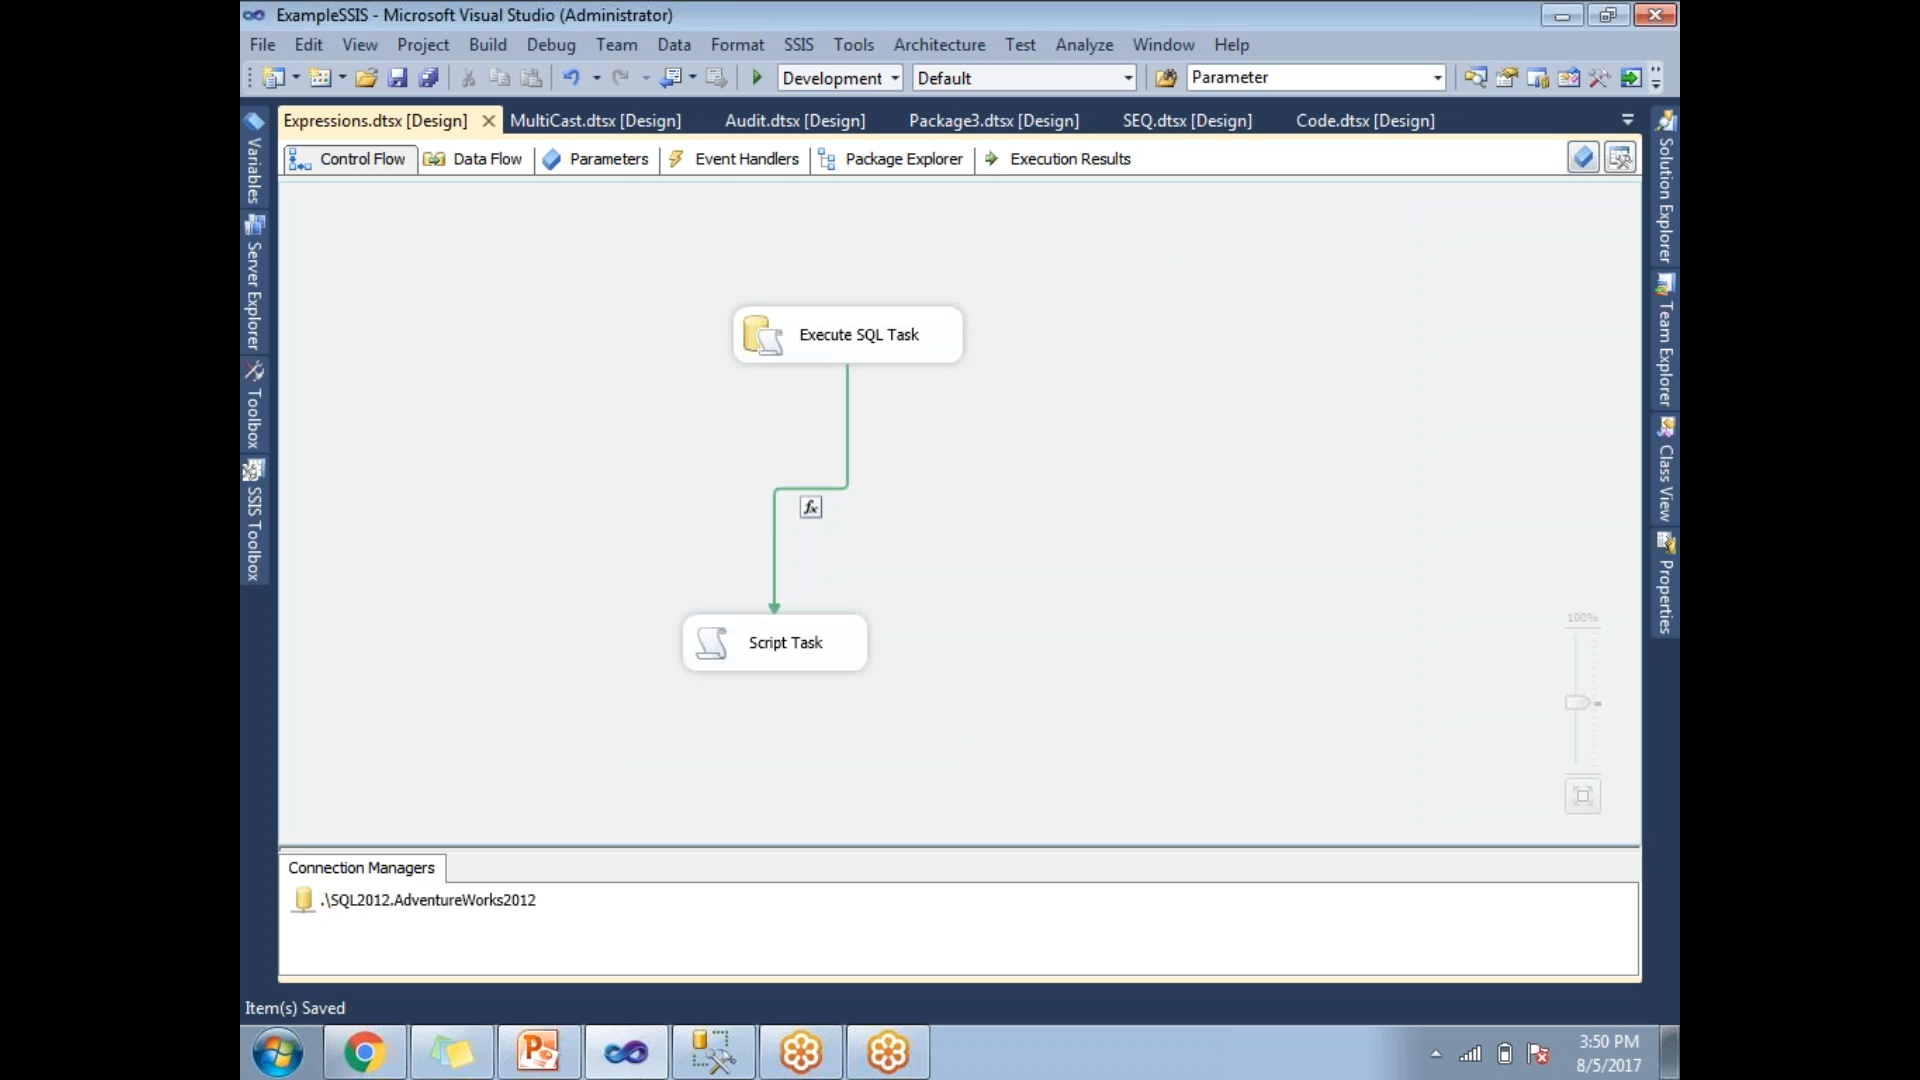 ExampleSSIS - Microsoft Visual Studio (Administrator)
File Edit View Project Build Debug Team Data Format SSIS Tools Architecture Test Analyze Window Help
Development Default Parameter
Expressions.dtsx [Design] MultiCast.dtsx [Design] Audit.dtsx [Design] Package3.dtsx [Design] SEQ.dtsx [Design] Code.dtsx [Design]
Control Flow Data Flow Parameters Event Handlers Package Explorer Execution Results
Variables
Server Explorer
Toolbox
SSIS Toolbox
Execute SQL Task
fx
Script Task
100%
Solution Explorer
Team Explorer
Class View
Properties
Connection Managers
.\SQL2012.AdventureWorks2012
Item(s) Saved
3:50 PM
8/5/2017